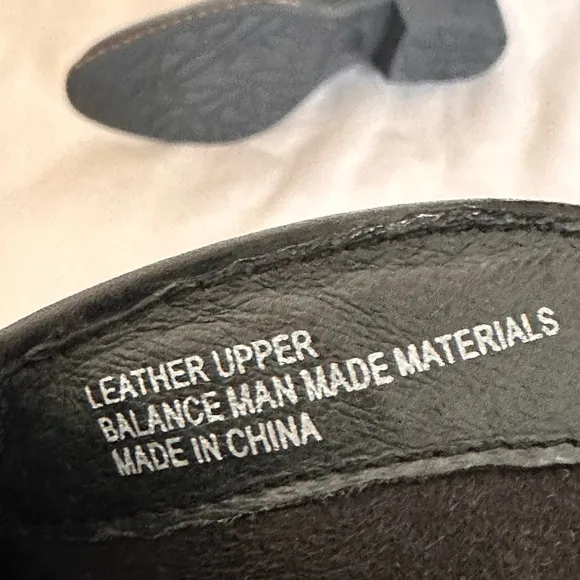 LEATHER UPPER
BALANCE MAN MADE MATERIALS
MADE IN CHINA